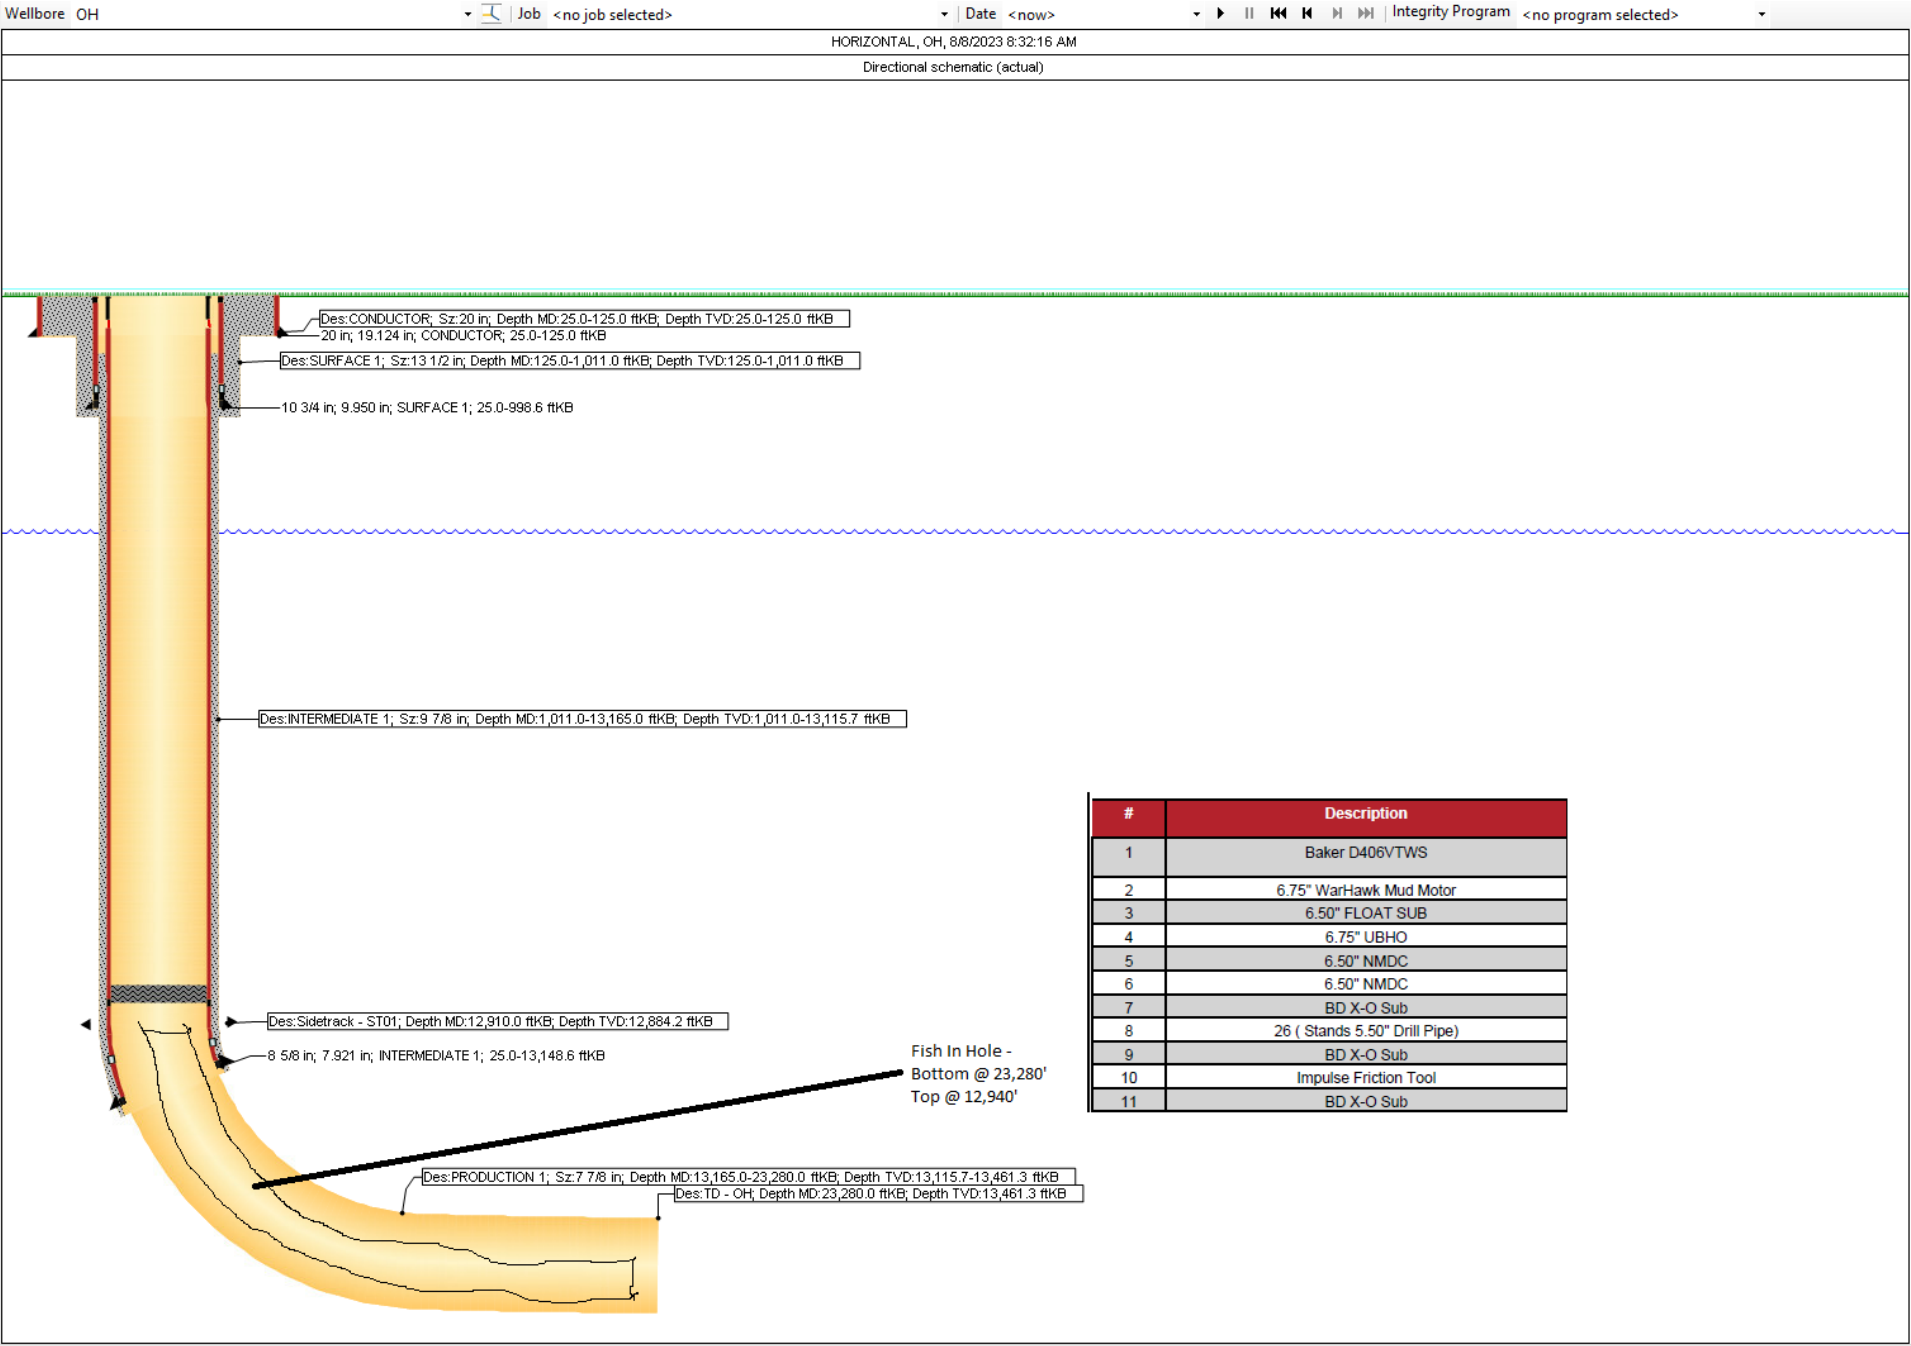 Wellbore OH Job <no job selected> Date <now> Integrity Program <no program selected>
HORIZONTAL, OH, 8/8/2023 8:32:16 AM
Directional schematic (actual)
Des:CONDUCTOR; Sz:20 in; Depth MD:25.0-125.0 ftKB; Depth TVD:25.0-125.0 ftKB
20 in; 19.124 in; CONDUCTOR; 25.0-125.0 ftKB
Des:SURFACE 1; Sz:13 1/2 in; Depth MD:125.0-1,011.0 ftKB; Depth TVD:125.0-1,011.0 ftKB
10 3/4 in; 9.950 in; SURFACE 1; 25.0-998.6 ftKB
Des:INTERMEDIATE 1; Sz:9 7/8 in; Depth MD:1,011.0-13,165.0 ftKB; Depth TVD:1,011.0-13,115.7 ftKB
Des:Sidetrack - ST01; Depth MD:12,910.0 ftKB; Depth TVD:12,884.2 ftKB
8 5/8 in; 7.921 in; INTERMEDIATE 1; 25.0-13,148.6 ftKB
Fish In Hole -
Bottom @ 23,280'
Top @ 12,940'
Des:PRODUCTION 1; Sz:7 7/8 in; Depth MD:13,165.0-23,280.0 ftKB; Depth TVD:13,115.7-13,461.3 ftKB
Des:TD - OH; Depth MD:23,280.0 ftKB; Depth TVD:13,461.3 ftKB
# Description
1 Baker D406VTWS
2 6.75" WarHawk Mud Motor
3 6.50" FLOAT SUB
4 6.75" UBHO
5 6.50" NMDC
6 6.50" NMDC
7 BD X-O Sub
8 26 ( Stands 5.50" Drill Pipe)
9 BD X-O Sub
10 Impulse Friction Tool
11 BD X-O Sub